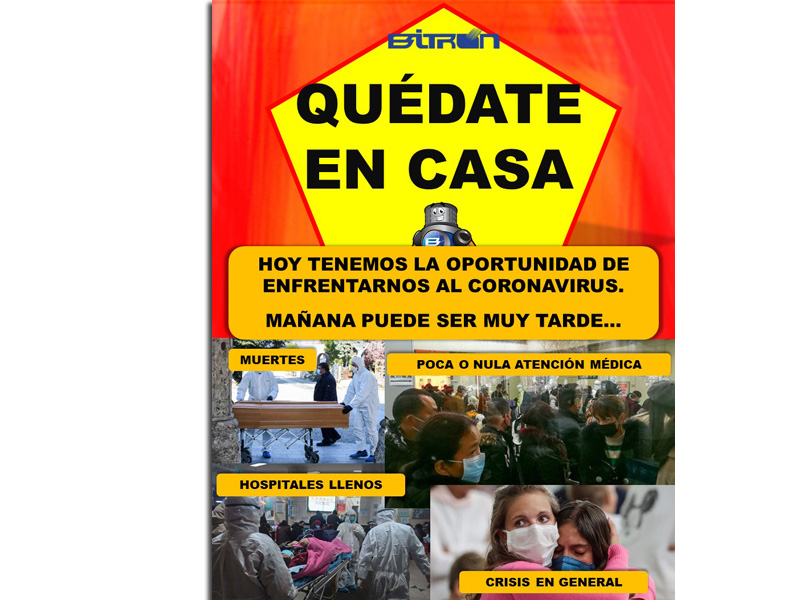 BITRON
QUÉDATE
EN CASA
HOY TENEMOS LA OPORTUNIDAD DE
ENFRENTARNOS AL CORONAVIRUS.
MAÑANA PUEDE SER MUY TARDE...
MUERTES
POCA O NULA ATENCIÓN MÉDICA
HOSPITALES LLENOS
CRISIS EN GENERAL